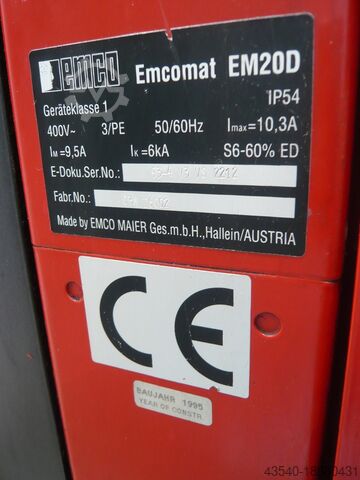 emco Emcomat EM20D
IP54
Geräteklasse 1
400V~ 3/PE 50/60Hz Imax=10,3A
IM=9,5A IK=6kA S6-60% ED
E-Doku.Ser.No.: 2212
Fabr.No.:
Made by EMCO MAIER Ges.m.b.H.,Hallein/AUSTRIA
CE
BAUJAHR 1995
YEAR OF CONSTR.